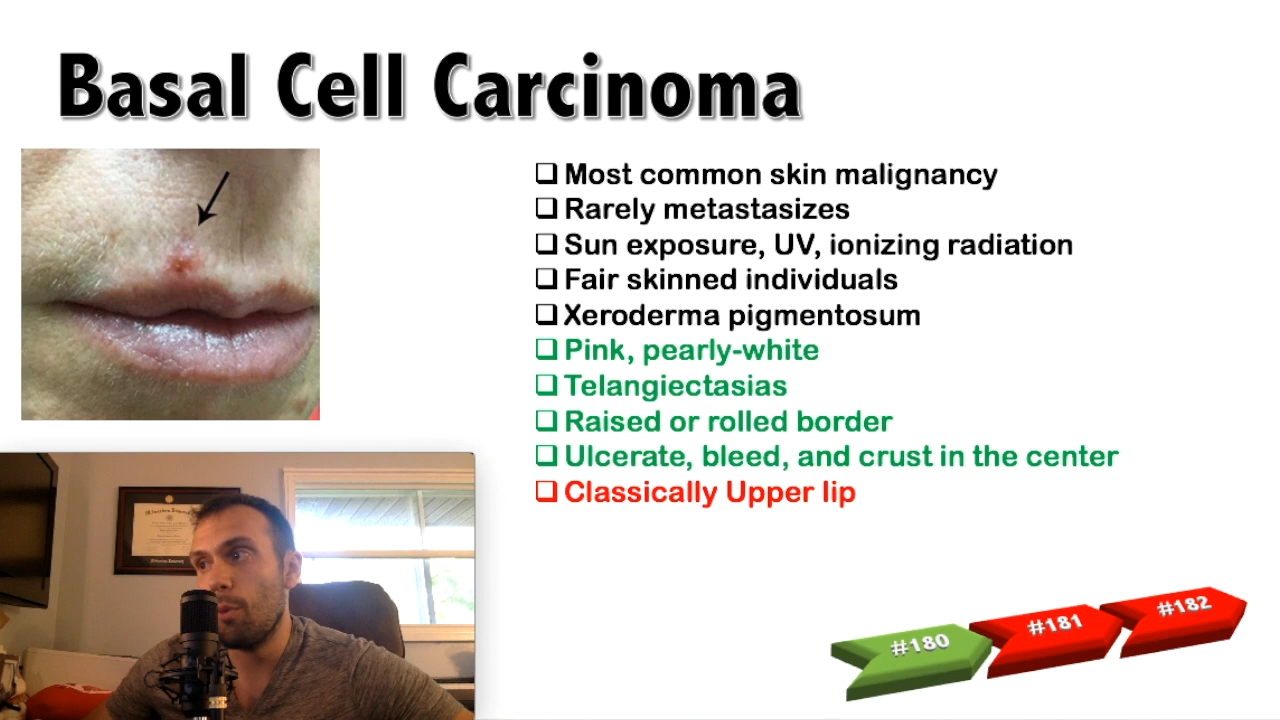 Basal Cell Carcinoma
Most common skin malignancy
Rarely metastasizes
Sun exposure, UV, ionizing radiation
Fair skinned individuals
Xeroderma pigmentosum
Pink, pearly-white
Telangiectasias
Raised or rolled border
Ulcerate, bleed, and crust in the center
Classically Upper lip
#180
#181
#182